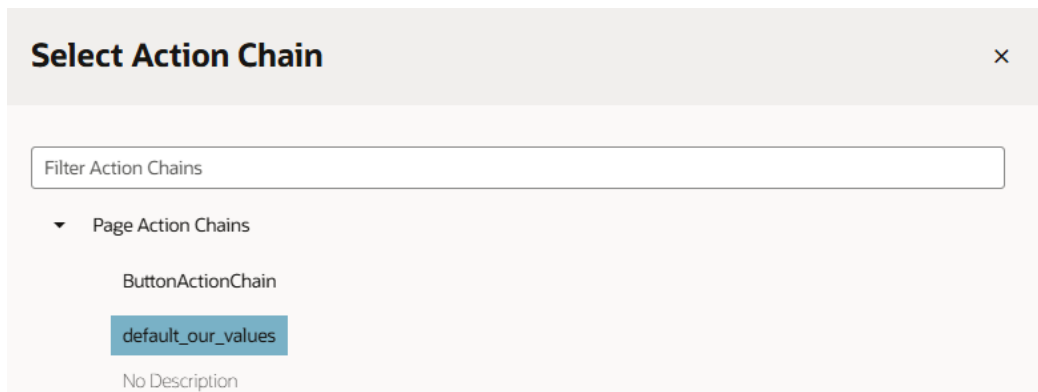 Select Action Chain
Filter Action Chains
Page Action Chains
ButtonActionChain
default_our_values
No Description